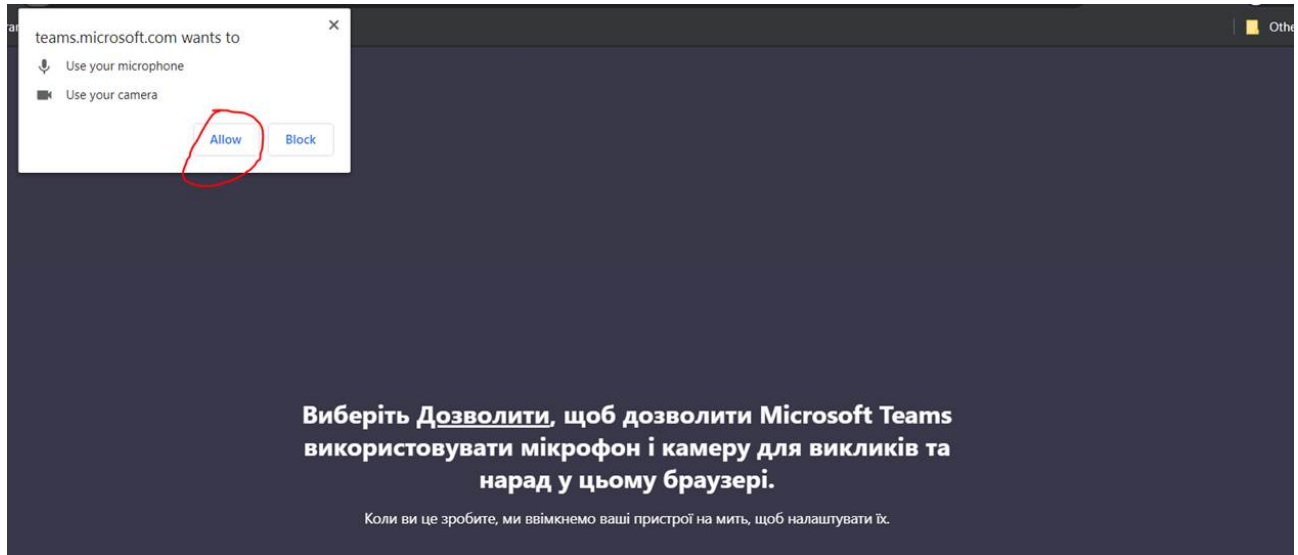 teams.microsoft.com wants to
Use your microphone
Use your camera
Allow Block
Виберіть Дозволити, щоб дозволити Microsoft Teams
використовувати мікрофон і камеру для викликів та
нарад у цьому браузері.
Коли ви це зробите, ми ввімкнемо ваші пристрої на мить, щоб налаштувати їх.